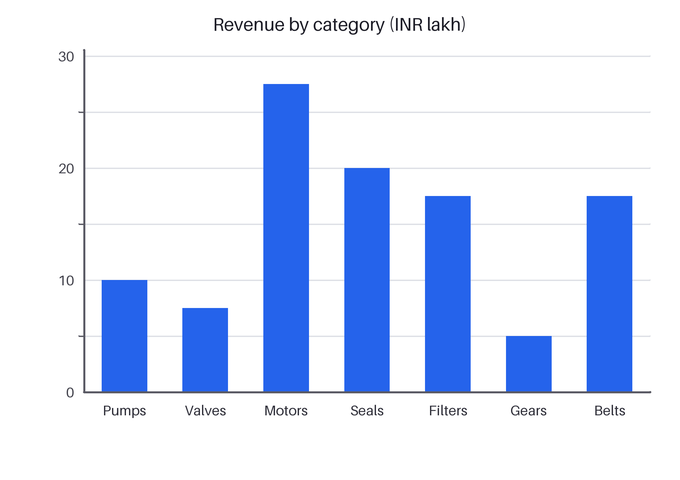 Revenue by category (INR lakh)
30
20
10
0
Pumps Valves Motors Seals Filters Gears Belts